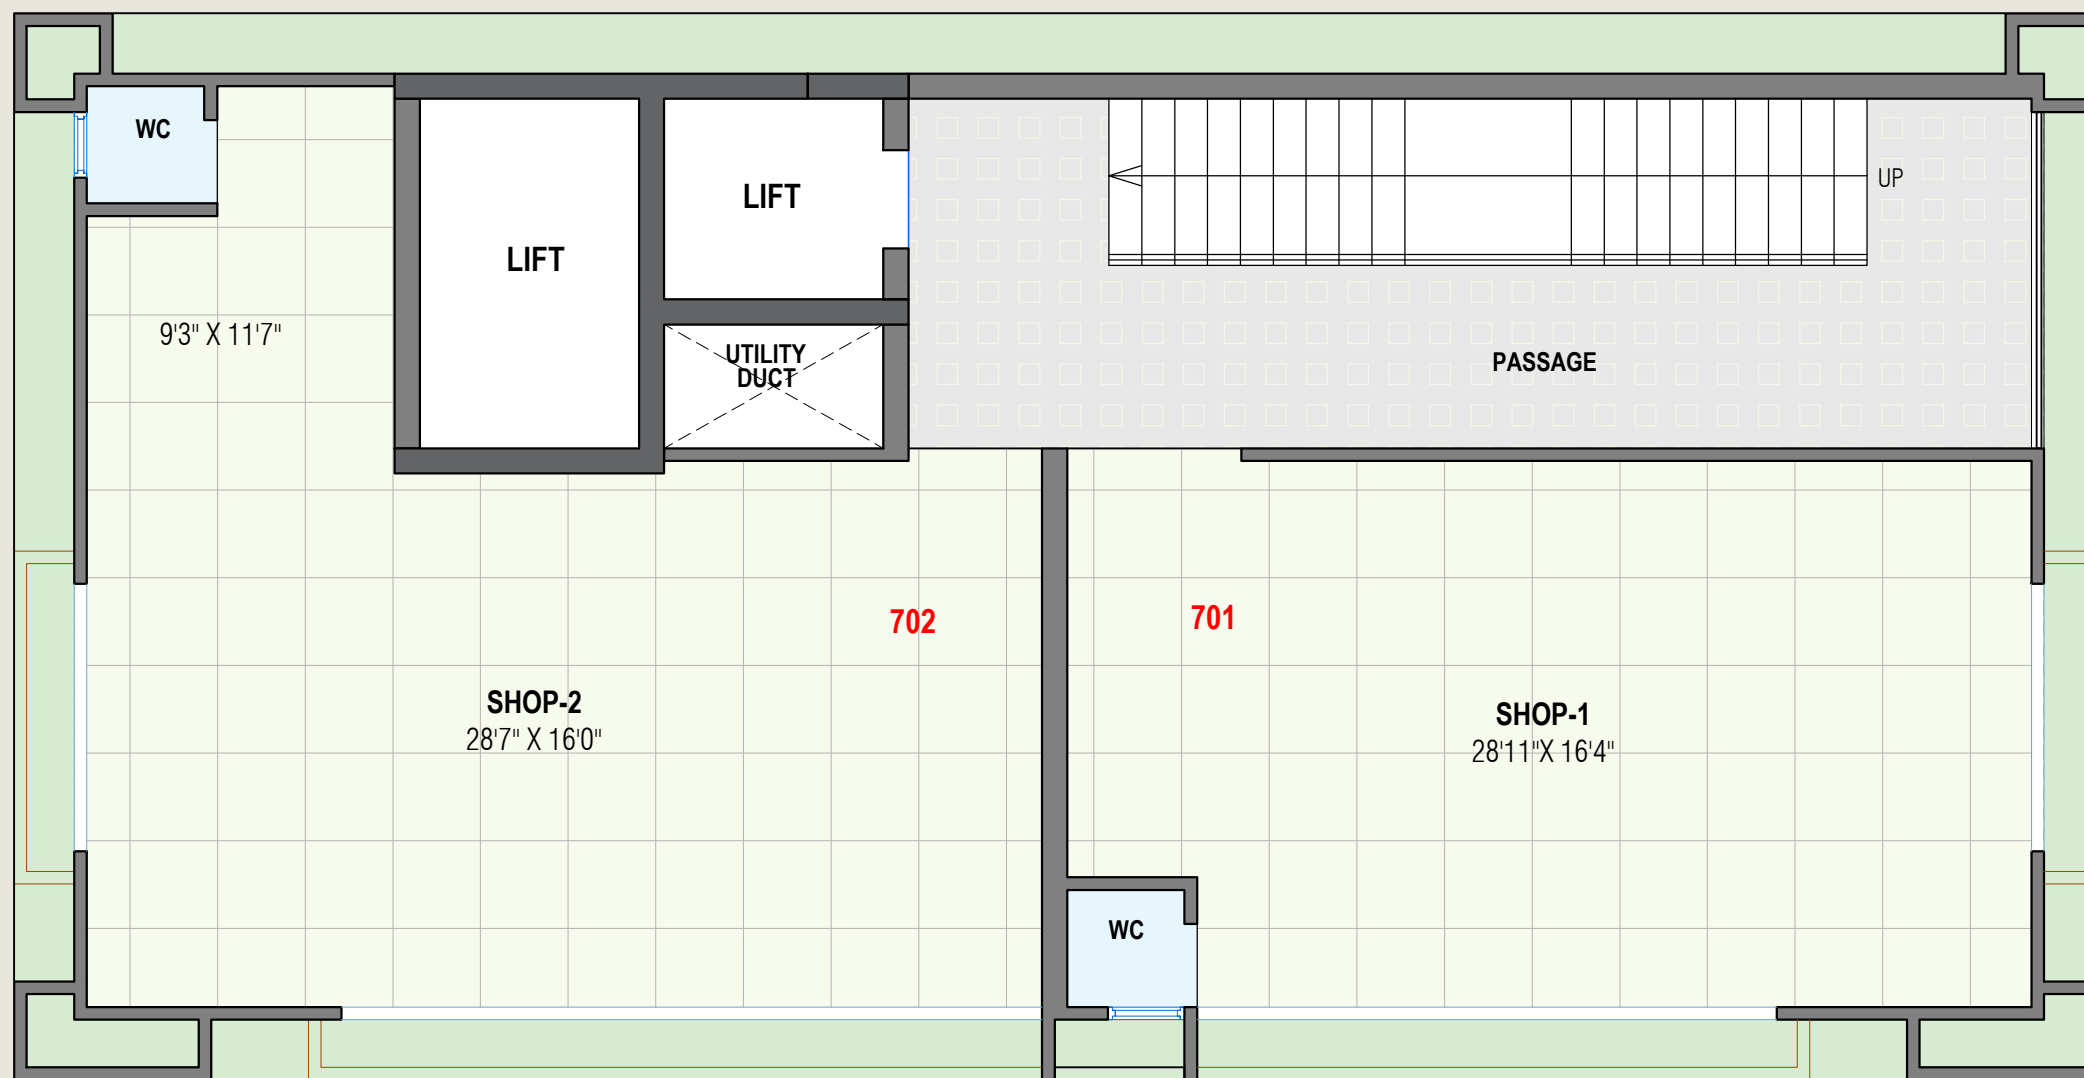 WC
LIFT
UP
LIFT
9'3" X 11'7"
UTILITY
DUCT
PASSAGE
702
701
SHOP-2
28'7" X 16'0"
SHOP-1
28'11"X 16'4"
WC